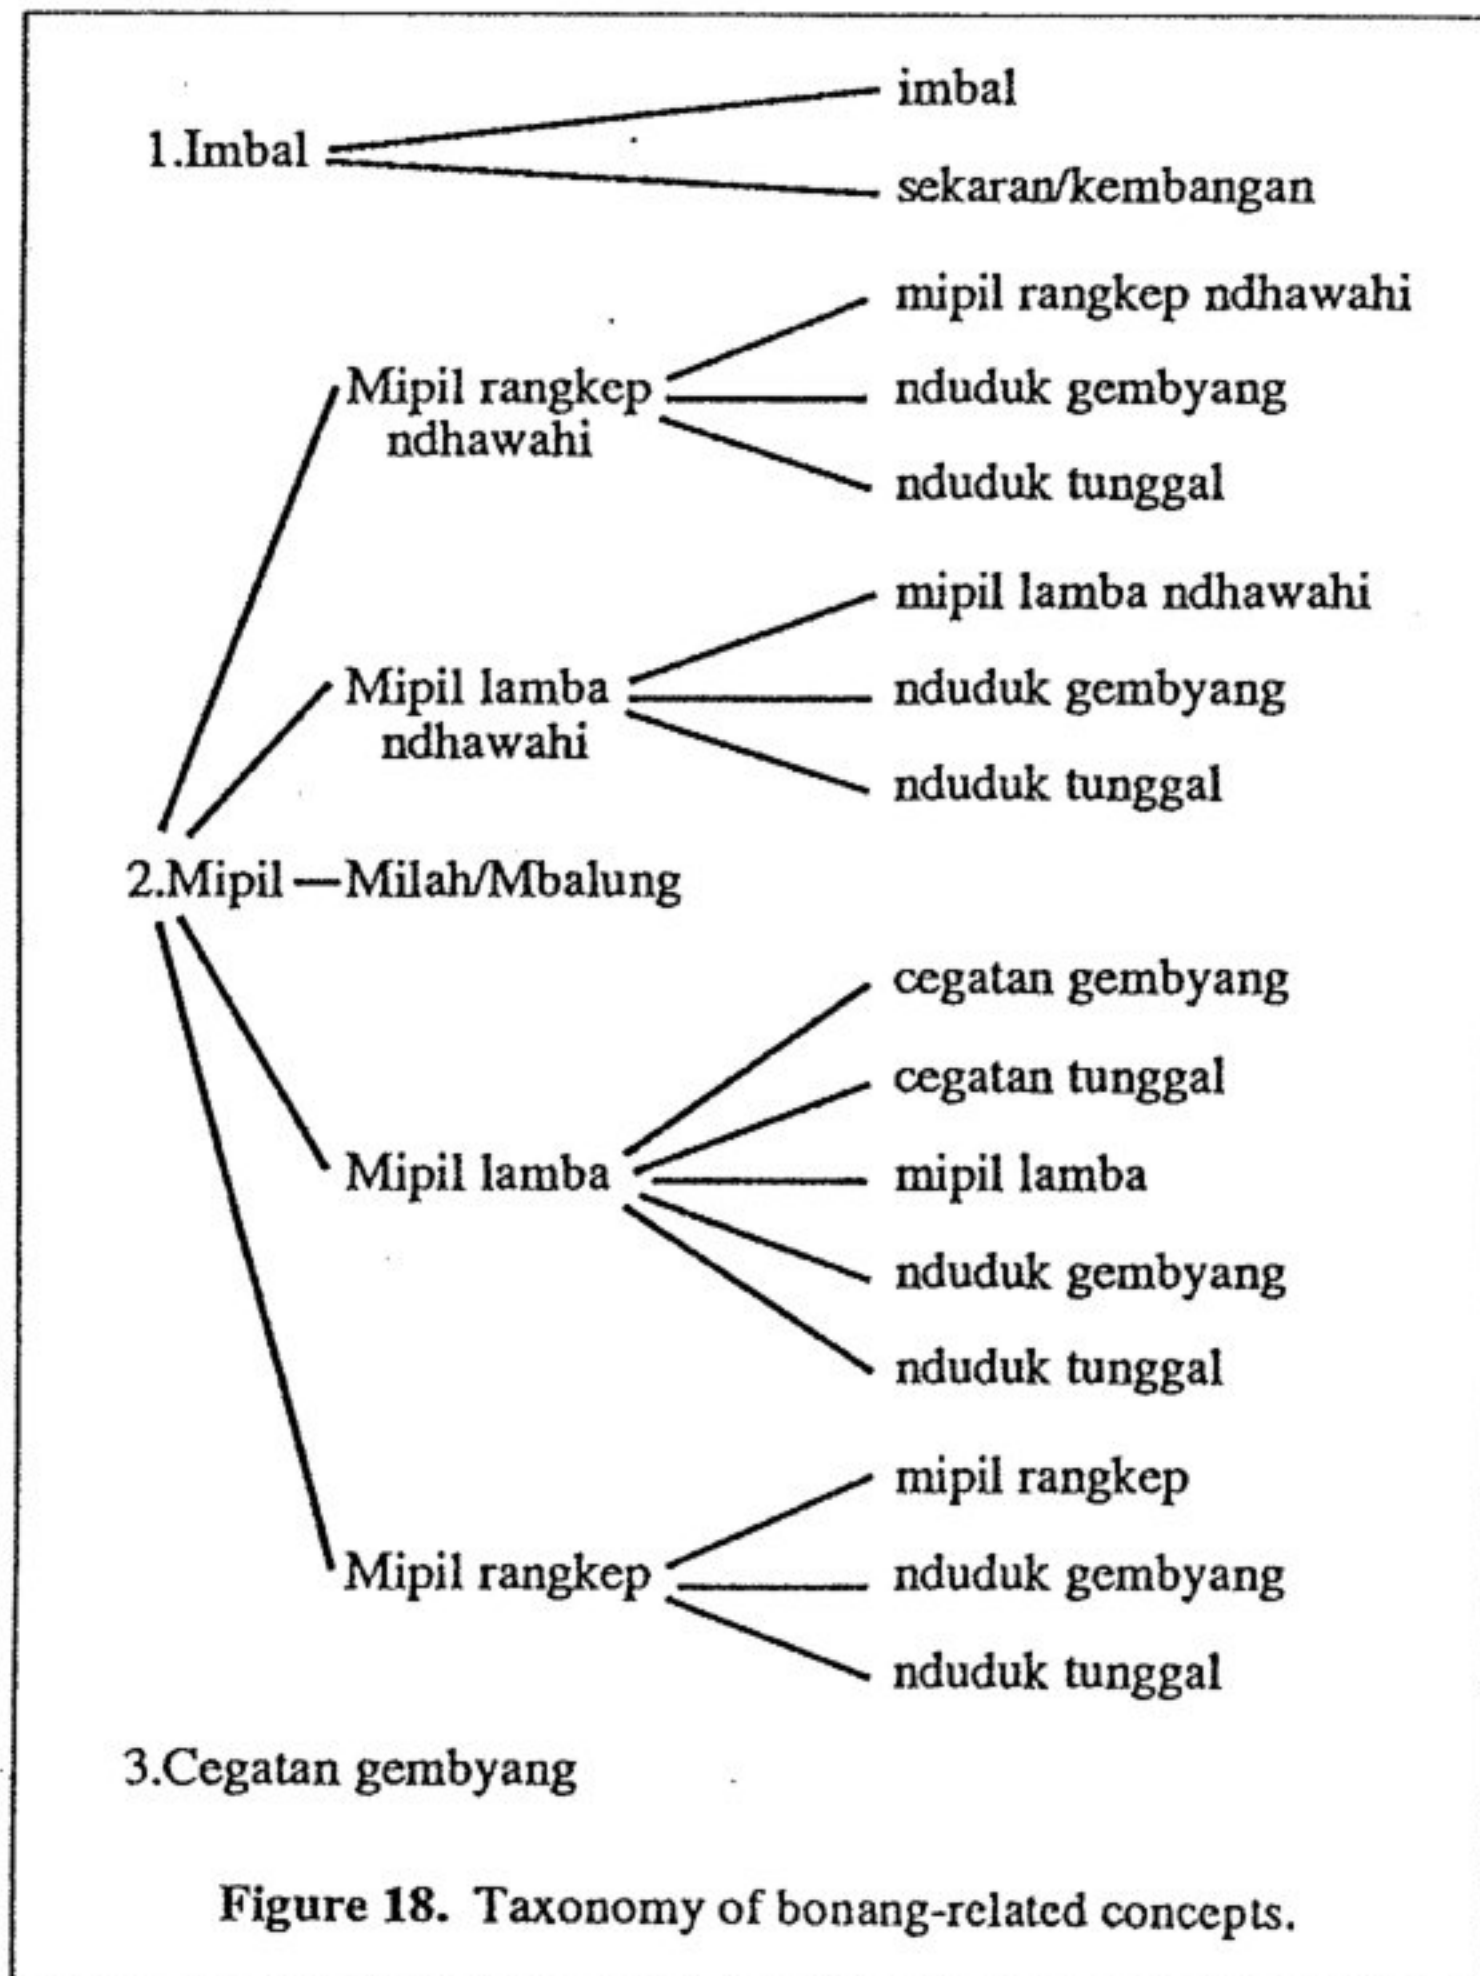 imbal
1.Imbal
sekaran/kembangan
mipil rangkep ndhawahi
Mipil rangkep
ndhawahi
nduduk gembyang
nduduk tunggal
mipil lamba ndhawahi
Mipil lamba
ndhawahi
nduduk gembyang
nduduk tunggal
2.Mipil — Milah/Mbalung
cegatan gembyang
cegatan tunggal
Mipil lamba
mipil lamba
nduduk gembyang
nduduk tunggal
mipil rangkep
Mipil rangkep
nduduk gembyang
nduduk tunggal
3.Cegatan gembyang
Figure 18. Taxonomy of bonang-related concepts.